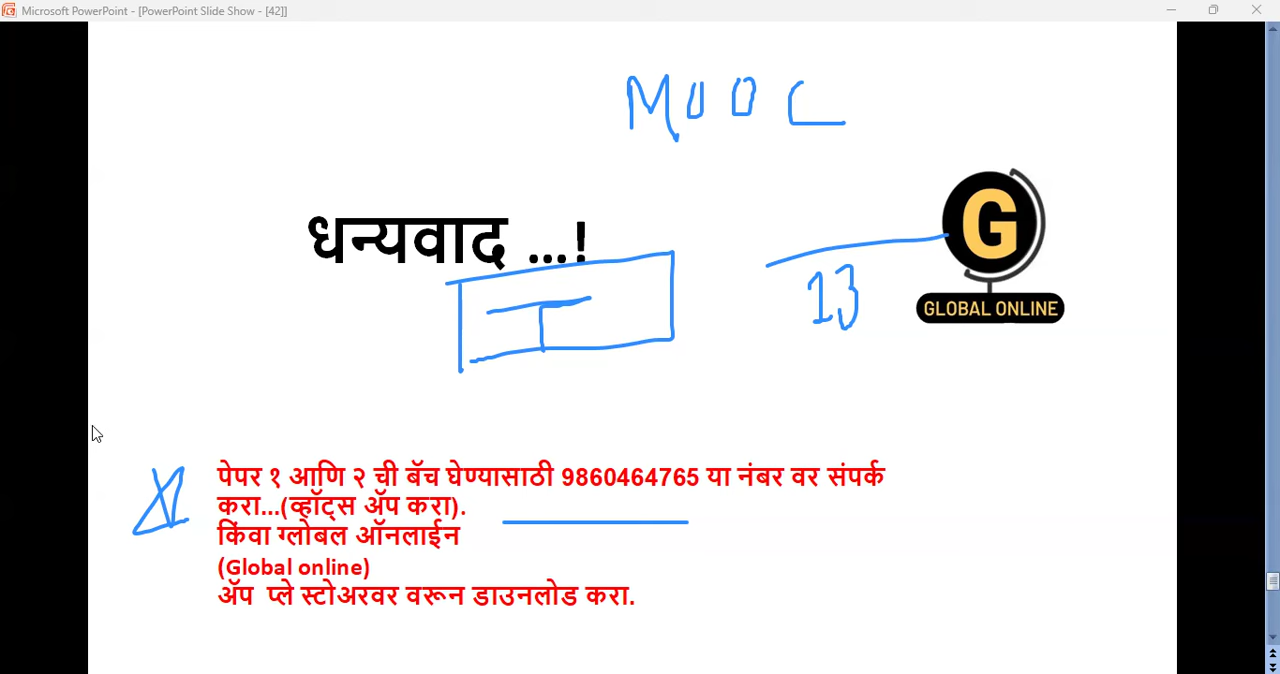 Microsoft PowerPoint - [PowerPoint Slide Show - [42]]
MOOC
धन्यवाद ...!
13
G
GLOBAL ONLINE
पेपर १ आणि २ ची बॅच घेण्यासाठी 9860464765 या नंबर वर संपर्क
करा...(व्हॉट्स ॲप करा).
किंवा ग्लोबल ऑनलाईन
(Global online)
ॲप प्ले स्टोअरवर वरून डाउनलोड करा.